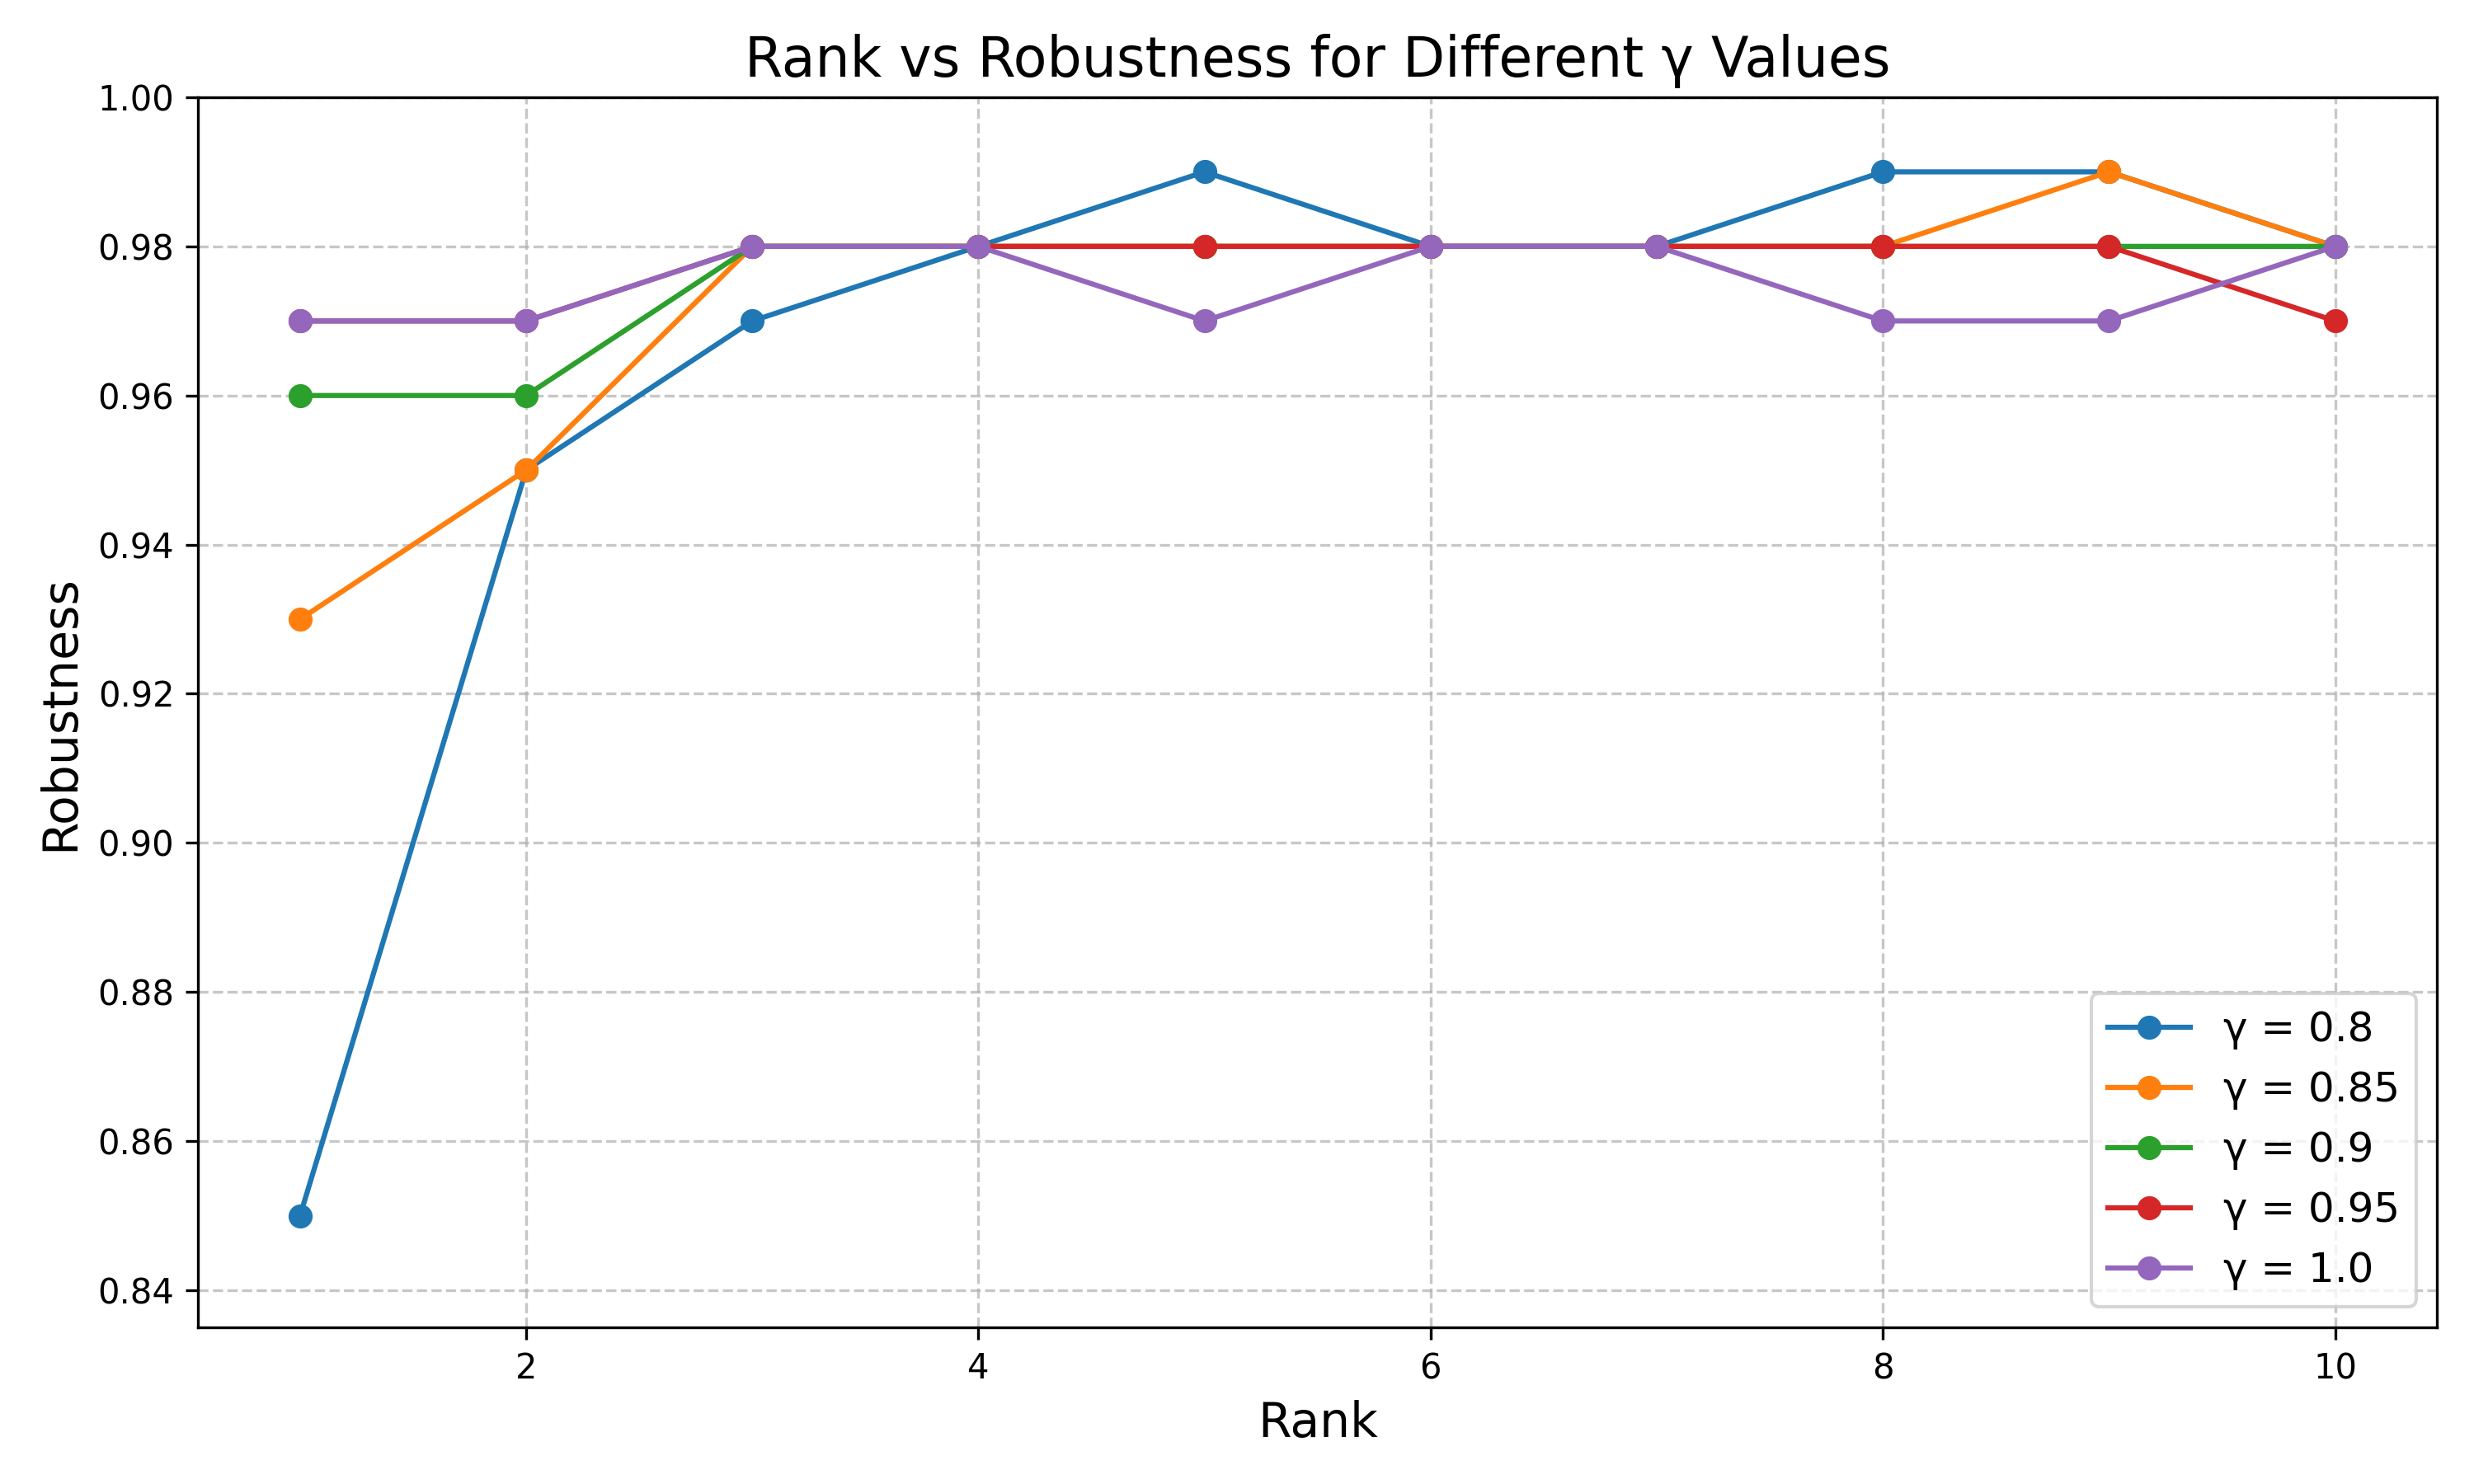 Rank vs Robustness for Different γ Values
1.00
0.98
0.96
0.94
0.92
0.90
0.88
0.86
0.84
Robustness
2
4
6
8
10
Rank
γ = 0.8
γ = 0.85
γ = 0.9
γ = 0.95
γ = 1.0